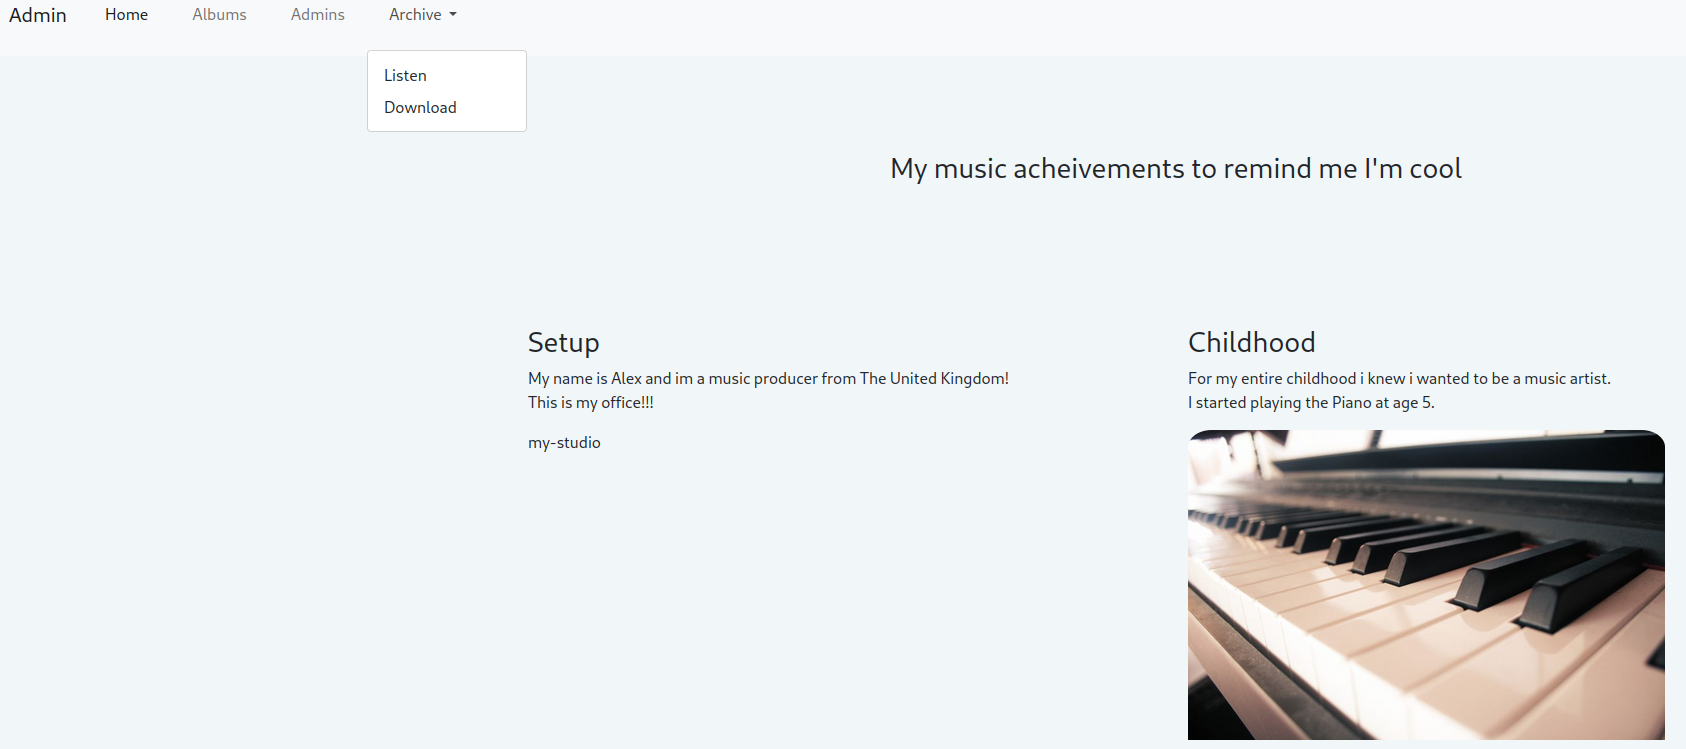 Admin Home Albums Admins Archive
Listen
Download
My music acheivements to remind me I'm cool
Setup
My name is Alex and im a music producer from The United Kingdom!
This is my office!!!
my-studio
Childhood
For my entire childhood i knew i wanted to be a music artist.
I started playing the Piano at age 5.